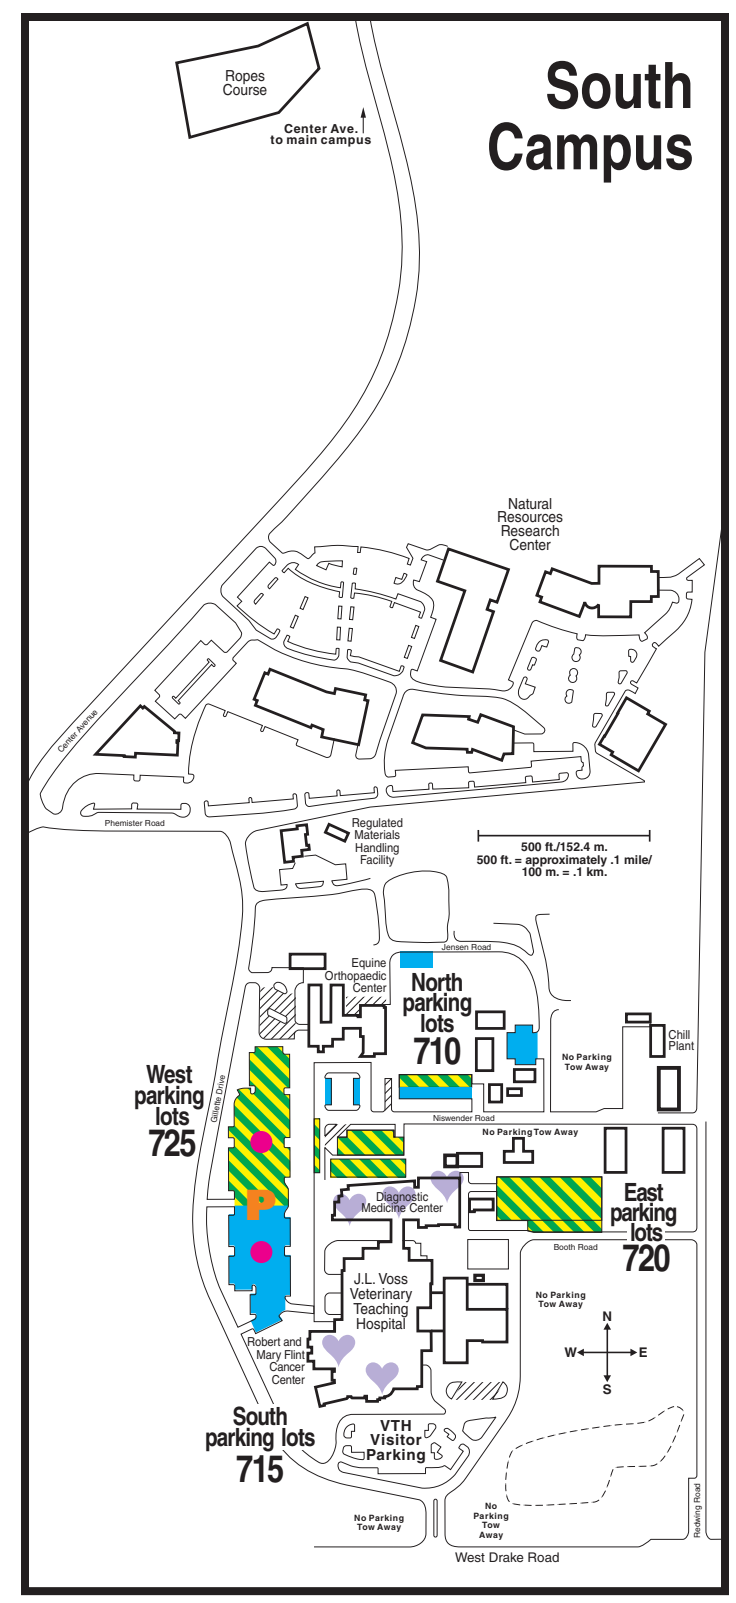 South
Campus
Ropes
Course
Center Ave.
to main campus
Natural
Resources
Research
Center
Center Avenue
Phemister Road
Regulated
Materials
Handling
Facility
500 ft./152.4 m.
500 ft. = approximately .1 mile/
100 m. = .1 km.
Jensen Road
Equine
Orthopaedic
Center
North
parking
lots
710
Chill
Plant
No Parking
Tow Away
West
parking
lots
725
Gillette Drive
Niswender Road
No Parking Tow Away
P
Diagnostic
Medicine Center
East
parking
lots
720
Booth Road
J.L. Voss
Veterinary
Teaching
Hospital
No Parking
Tow Away
N
W
E
S
Robert and
Mary Flint
Cancer
Center
South
parking lots
715
VTH
Visitor
Parking
No Parking
Tow Away
No
Parking
Tow
Away
Redwing Road
West Drake Road